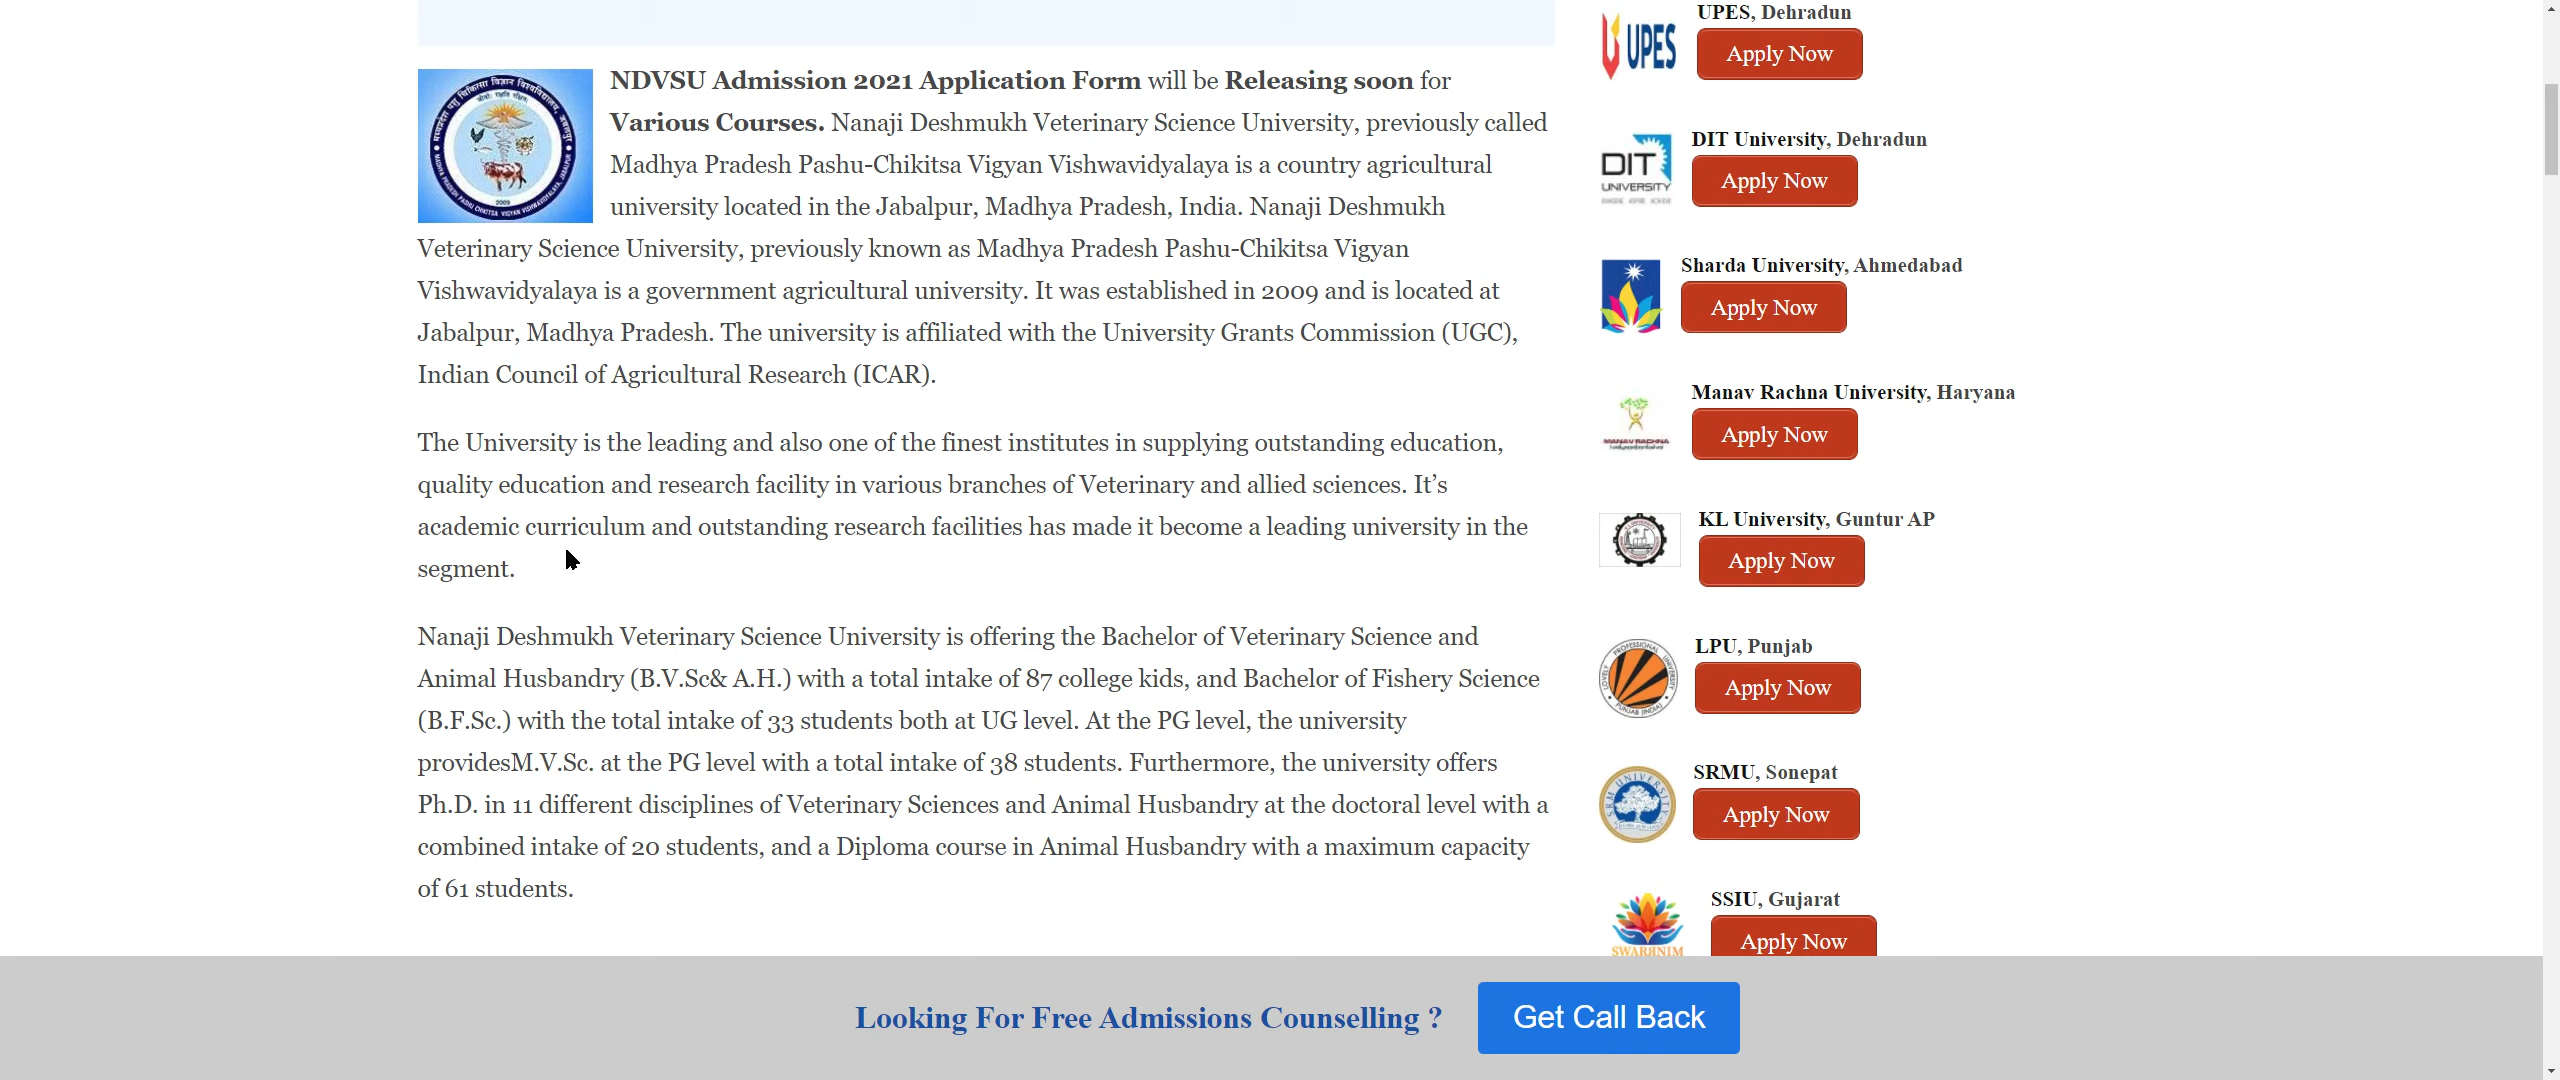 NDVSU Admission 2021 Application Form will be Releasing soon for
Various Courses. Nanaji Deshmukh Veterinary Science University, previously called
Madhya Pradesh Pashu-Chikitsa Vigyan Vishwavidyalaya is a country agricultural
university located in the Jabalpur, Madhya Pradesh, India. Nanaji Deshmukh
Veterinary Science University, previously known as Madhya Pradesh Pashu-Chikitsa Vigyan
Vishwavidyalaya is a government agricultural university. It was established in 2009 and is located at
Jabalpur, Madhya Pradesh. The university is affiliated with the University Grants Commission (UGC),
Indian Council of Agricultural Research (ICAR).
The University is the leading and also one of the finest institutes in supplying outstanding education,
quality education and research facility in various branches of Veterinary and allied sciences. It’s
academic curriculum and outstanding research facilities has made it become a leading university in the
segment.
Nanaji Deshmukh Veterinary Science University is offering the Bachelor of Veterinary Science and
Animal Husbandry (B.V.Sc& A.H.) with a total intake of 87 college kids, and Bachelor of Fishery Science
(B.F.Sc.) with the total intake of 33 students both at UG level. At the PG level, the university
providesM.V.Sc. at the PG level with a total intake of 38 students. Furthermore, the university offers
Ph.D. in 11 different disciplines of Veterinary Sciences and Animal Husbandry at the doctoral level with a
combined intake of 20 students, and a Diploma course in Animal Husbandry with a maximum capacity
of 61 students.
UPES
UPES, Dehradun
Apply Now
DIT
UNIVERSITY
DIT University, Dehradun
Apply Now
Sharda University, Ahmedabad
Apply Now
MANAV RACHNA
Manav Rachna University, Haryana
Apply Now
KL University, Guntur AP
Apply Now
LOVELY PROFESSIONAL UNIVERSITY
PUNJAB (INDIA)
LPU, Punjab
Apply Now
SRM UNIVERSITY
SRMU, Sonepat
Apply Now
SWARRNIM
SSIU, Gujarat
Apply Now
Looking For Free Admissions Counselling ?
Get Call Back